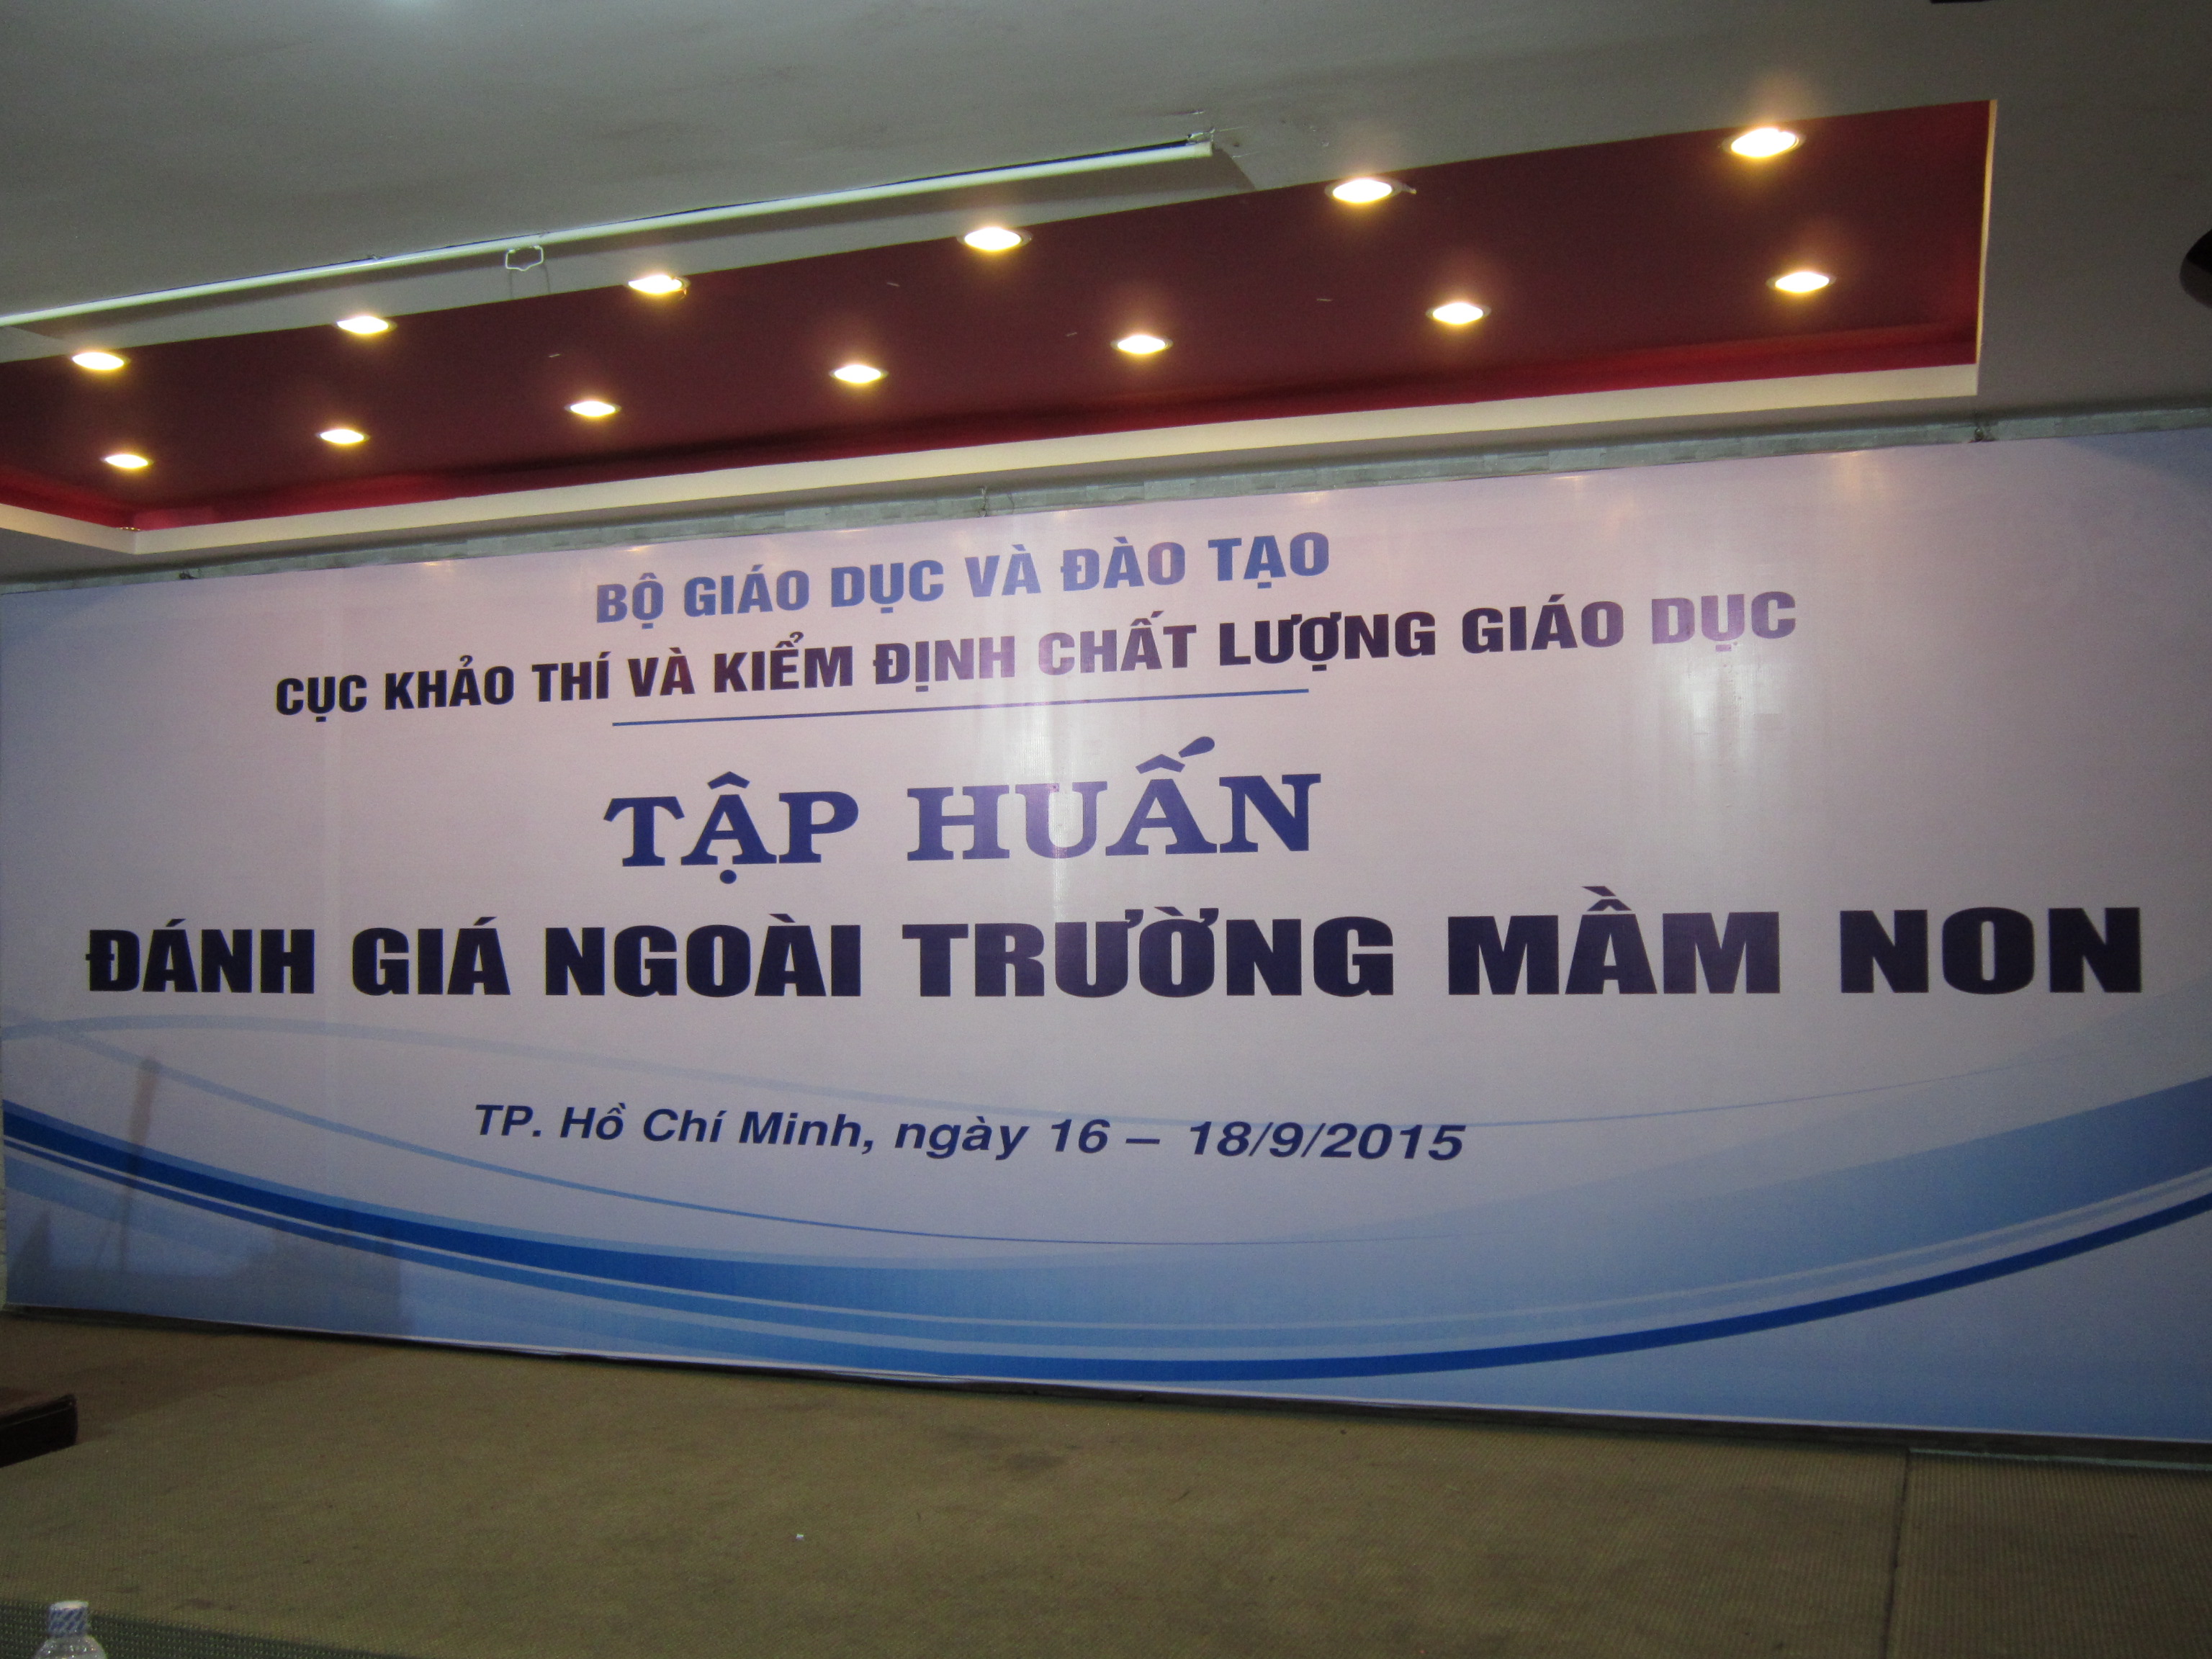 BỘ GIÁO DỤC VÀ ĐÀO TẠO
CỤC KHẢO THÍ VÀ KIỂM ĐỊNH CHẤT LƯỢNG GIÁO DỤC
TẬP HUẤN
ĐÁNH GIÁ NGOÀI TRƯỜNG MẦM NON
TP. Hồ Chí Minh, ngày 16 – 18/9/2015